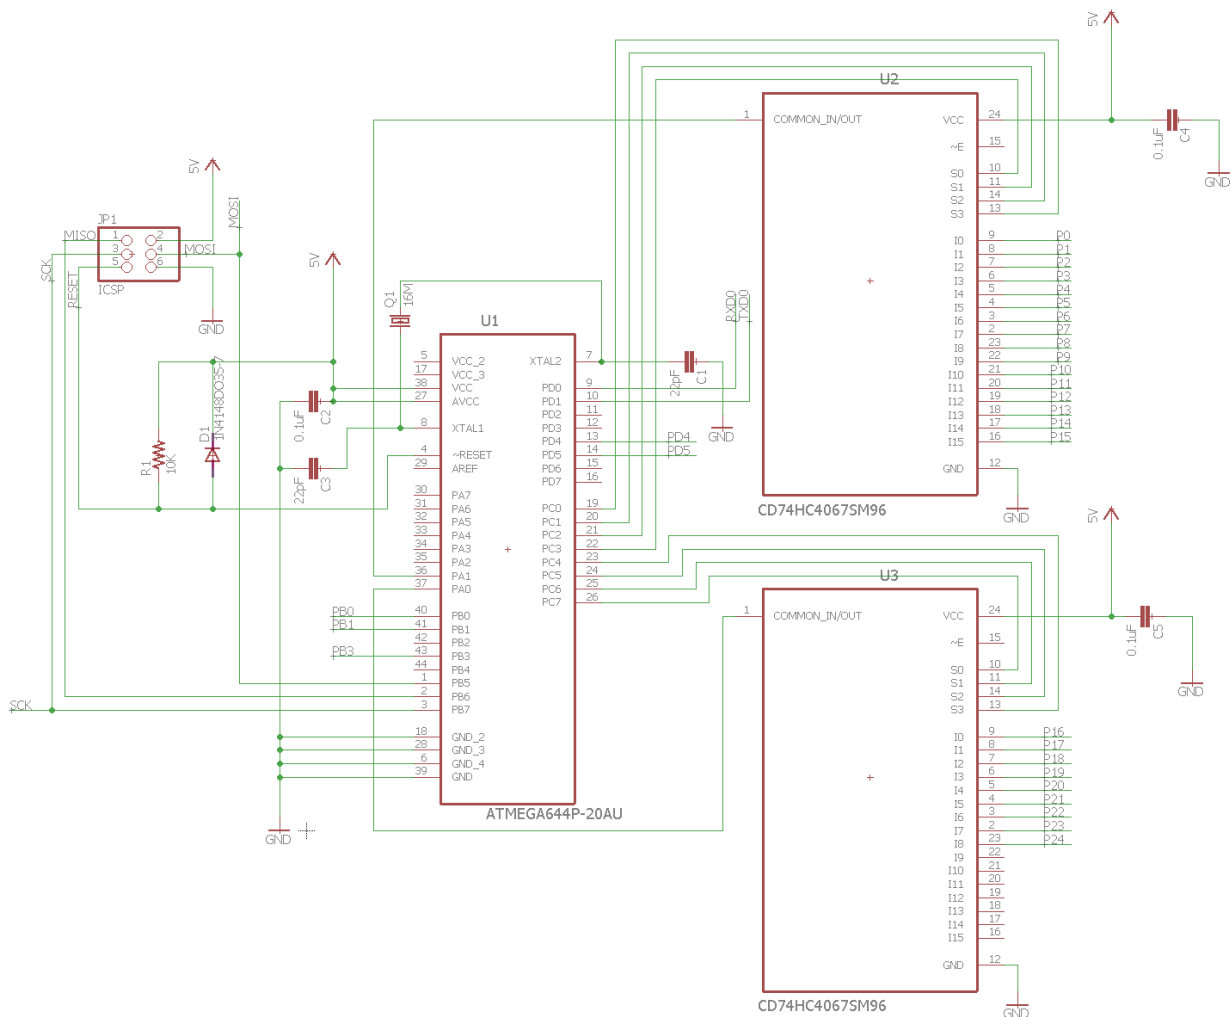 5V
U2
1
COMMON_IN/OUT
VCC
24
~E
15
S0
10
S1
11
S2
14
S3
13
0.1uF
C4
GND
I0
9
P0
I1
8
P1
I2
7
P2
I3
6
P3
I4
5
P4
I5
4
P5
I6
3
P6
I7
2
P7
I8
23
P8
I9
22
P9
I10
21
P10
I11
20
P11
I12
19
P12
I13
18
P13
I14
17
P14
I15
16
P15
GND
12
GND
CD74HC4067SM96
5V
JP1
MISO
1
2
3
4
5
6
MOSI
MOSI
SCK
RESET
ICSP
GND
5V
Q1
16M
RXD0
TXD0
U1
5
VCC_2
17
VCC_3
38
VCC
27
AVCC
8
XTAL1
4
~RESET
29
AREF
30
PA7
31
PA6
32
PA5
33
PA4
34
PA3
35
PA2
36
PA1
37
PA0
PB0
40
PB0
PB1
41
PB1
42
PB2
PB3
43
PB3
44
PB4
1
PB5
2
PB6
SCK
3
PB7
18
GND_2
28
GND_3
6
GND_4
39
GND
XTAL2
7
PD0
9
PD1
10
PD2
11
PD3
12
PD4
13
PD4
PD5
14
PD5
PD6
15
PD7
16
PC0
19
PC1
20
PC2
21
PC3
22
PC4
23
PC5
24
PC6
25
PC7
26
22pF
C1
GND
0.1uF
C2
22pF
C3
R1
10K
D1
1N4148DO35-7
GND
ATMEGA644P-20AU
5V
U3
1
COMMON_IN/OUT
VCC
24
~E
15
S0
10
S1
11
S2
14
S3
13
0.1uF
C5
GND
I0
9
P16
I1
8
P17
I2
7
P18
I3
6
P19
I4
5
P20
I5
4
P21
I6
3
P22
I7
2
P23
I8
23
P24
I9
22
I10
21
I11
20
I12
19
I13
18
I14
17
I15
16
GND
12
GND
CD74HC4067SM96